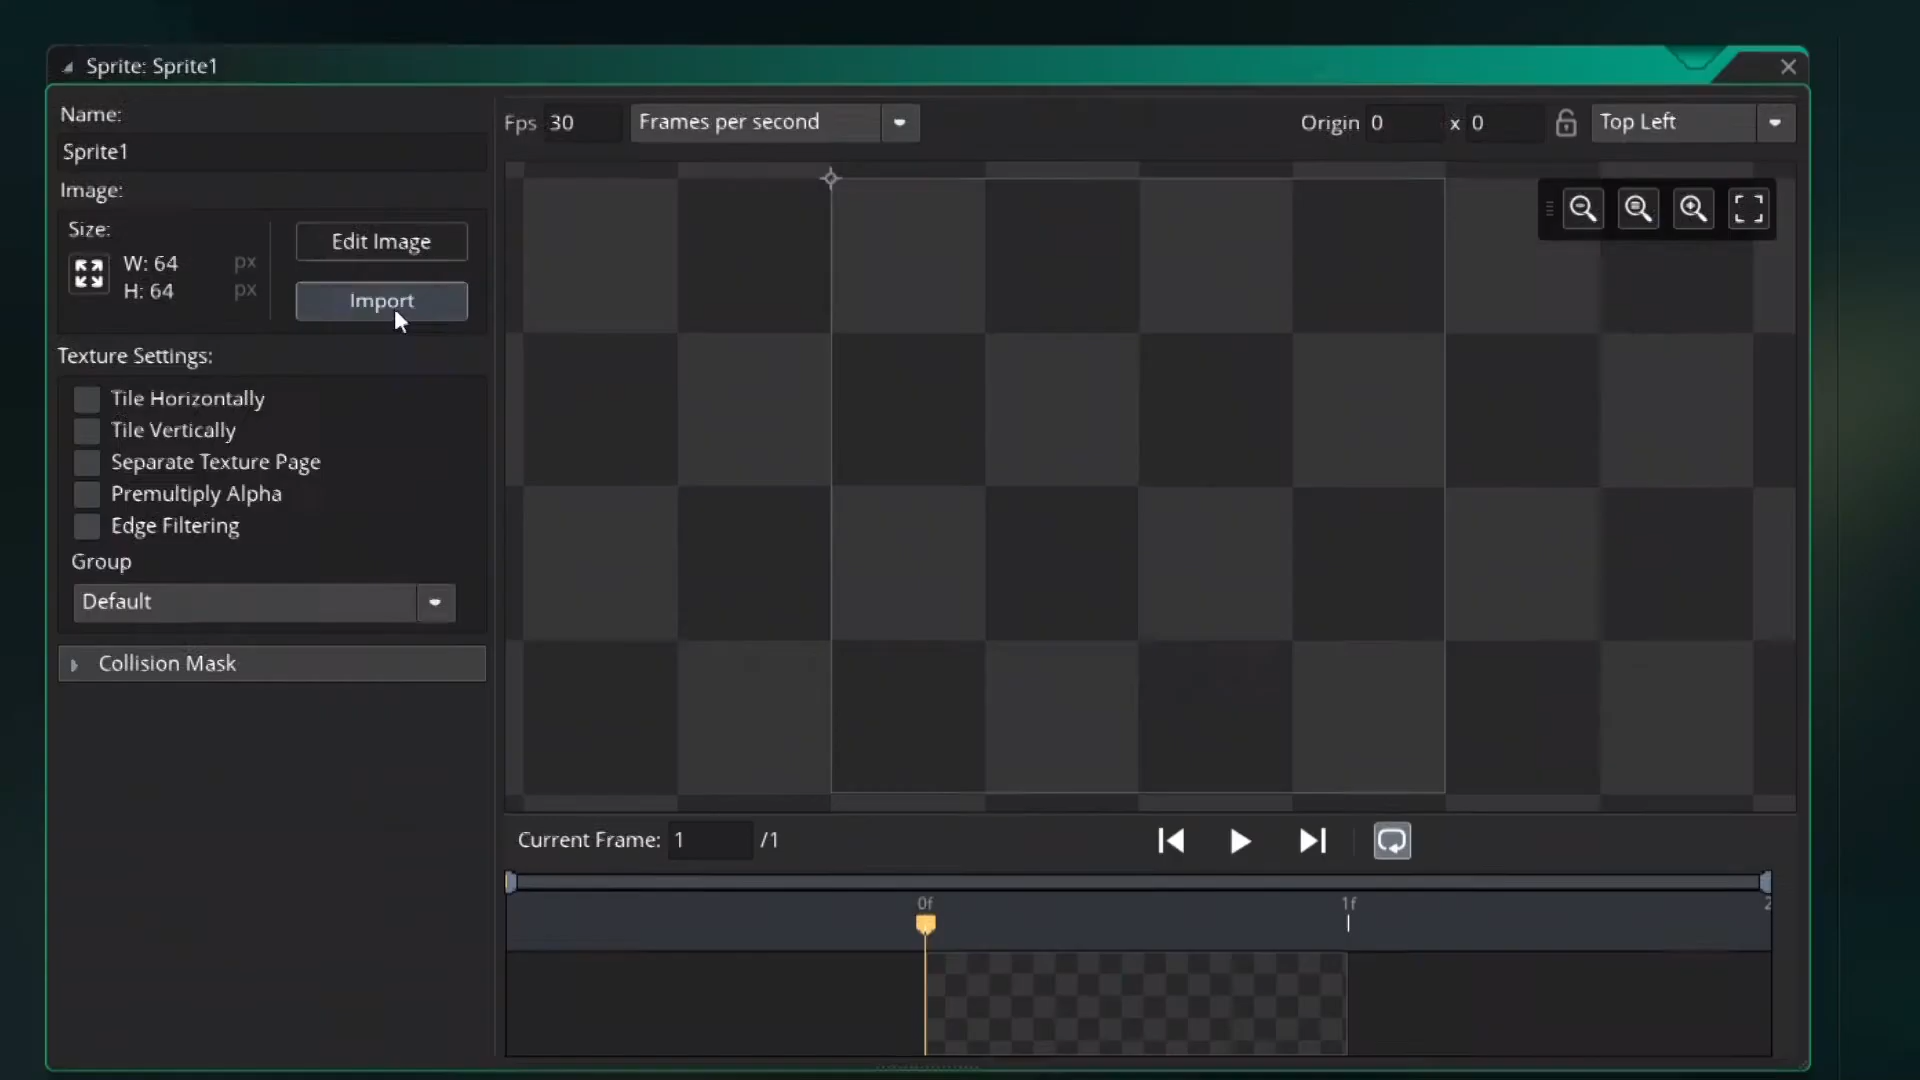 Sprite: Sprite1
Name:
Sprite1
Image:
Size:
W: 64 px
H: 64 px
Edit Image
Import
Texture Settings:
Tile Horizontally
Tile Vertically
Separate Texture Page
Premultiply Alpha
Edge Filtering
Group
Default
Collision Mask
Fps 30 Frames per second
Origin 0 x 0 Top Left
Current Frame: 1 /1
0f 1f 2